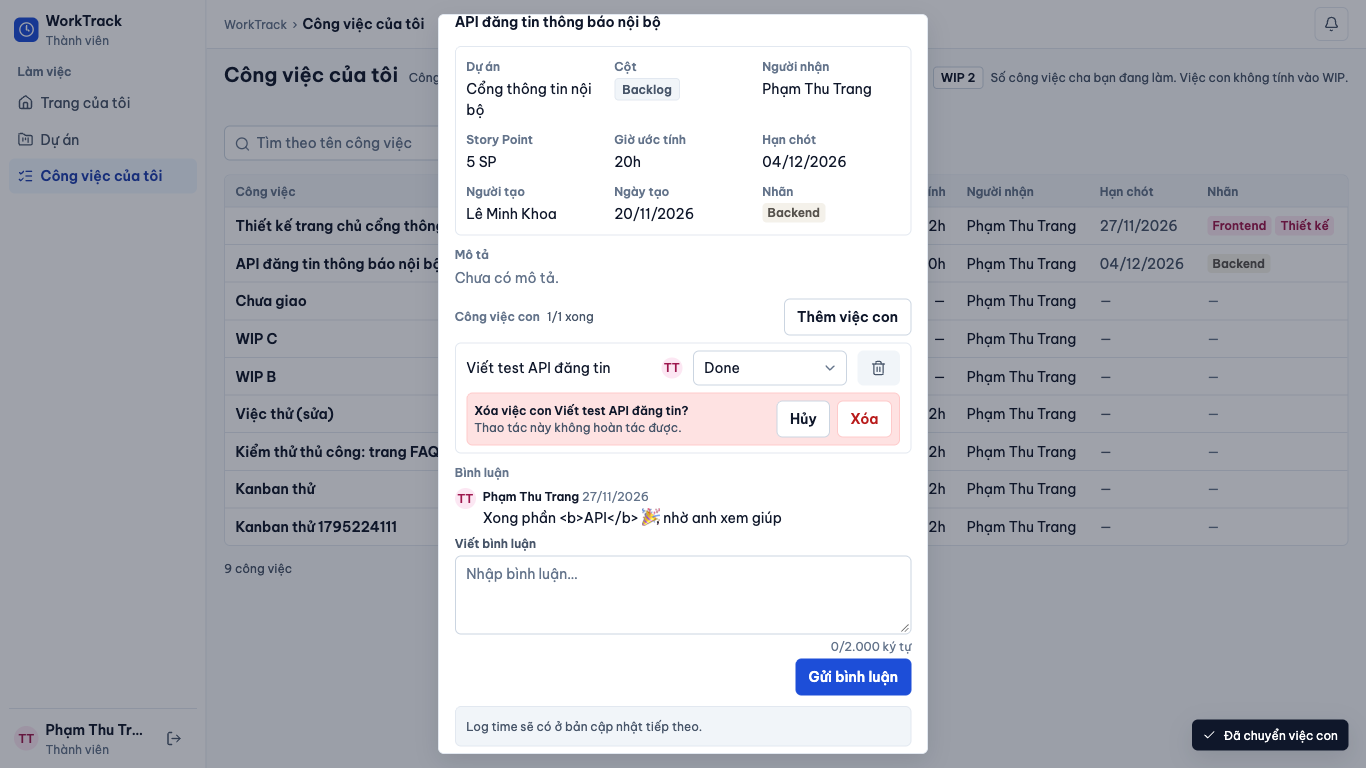 WorkTrack
Thành viên
Làm việc
Trang của tôi
Dự án
Công việc của tôi
Phạm Thu Tr...
TT
Thành viên
WorkTrack › Công việc của tôi
Công việc của tôi
Công
WIP 2
Số công việc cha bạn đang làm. Việc con không tính vào WIP.
Tìm theo tên công việc
Công việc
Người nhận
Hạn chót
Nhãn
Thiết kế trang chủ cổng thông
2h
Phạm Thu Trang
27/11/2026
Frontend
Thiết kế
API đăng tin thông báo nội bộ
0h
Phạm Thu Trang
04/12/2026
Backend
Chưa giao
—
Phạm Thu Trang
—
—
WIP C
—
Phạm Thu Trang
—
—
WIP B
—
Phạm Thu Trang
—
—
Việc thử (sửa)
2h
Phạm Thu Trang
—
—
Kiểm thử thủ công: trang FAQ
2h
Phạm Thu Trang
—
—
Kanban thử
2h
Phạm Thu Trang
—
—
Kanban thử 1795224111
2h
Phạm Thu Trang
—
—
9 công việc
API đăng tin thông báo nội bộ
Dự án
Cột
Người nhận
Cổng thông tin nội
bộ
Backlog
Phạm Thu Trang
Story Point
Giờ ước tính
Hạn chót
5 SP
20h
04/12/2026
Người tạo
Ngày tạo
Nhãn
Lê Minh Khoa
20/11/2026
Backend
Mô tả
Chưa có mô tả.
Công việc con 1/1 xong
Thêm việc con
Viết test API đăng tin
TT
Done
Xóa việc con Viết test API đăng tin?
Thao tác này không hoàn tác được.
Hủy
Xóa
Bình luận
TT
Phạm Thu Trang 27/11/2026
Xong phần <b>API</b> 🎉, nhờ anh xem giúp
Viết bình luận
Nhập bình luận...
0/2.000 ký tự
Gửi bình luận
Log time sẽ có ở bản cập nhật tiếp theo.
Đã chuyển việc con